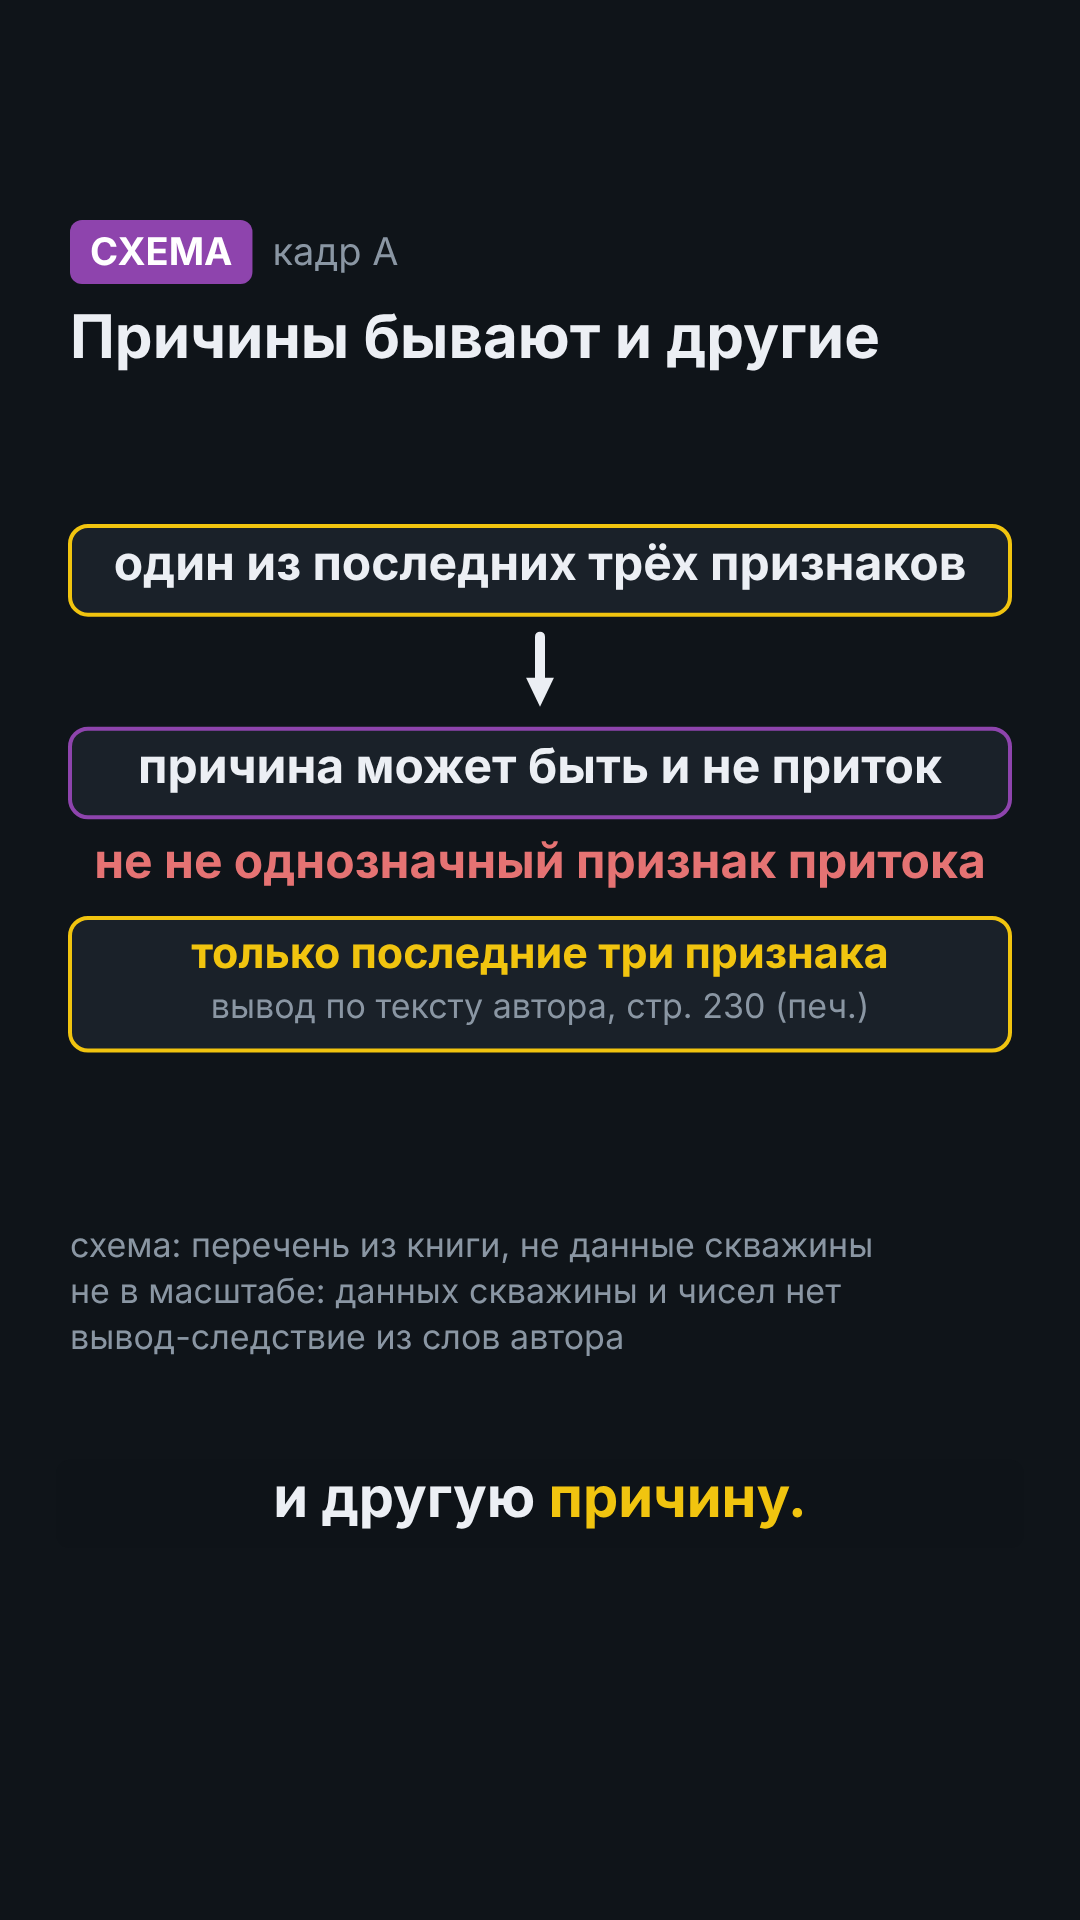 СХЕМА кадр А
Причины бывают и другие
один из последних трёх признаков
причина может быть и не приток
не не однозначный признак притока
только последние три признака
вывод по тексту автора, стр. 230 (печ.)
схема: перечень из книги, не данные скважины
не в масштабе: данных скважины и чисел нет
вывод-следствие из слов автора
и другую причину.